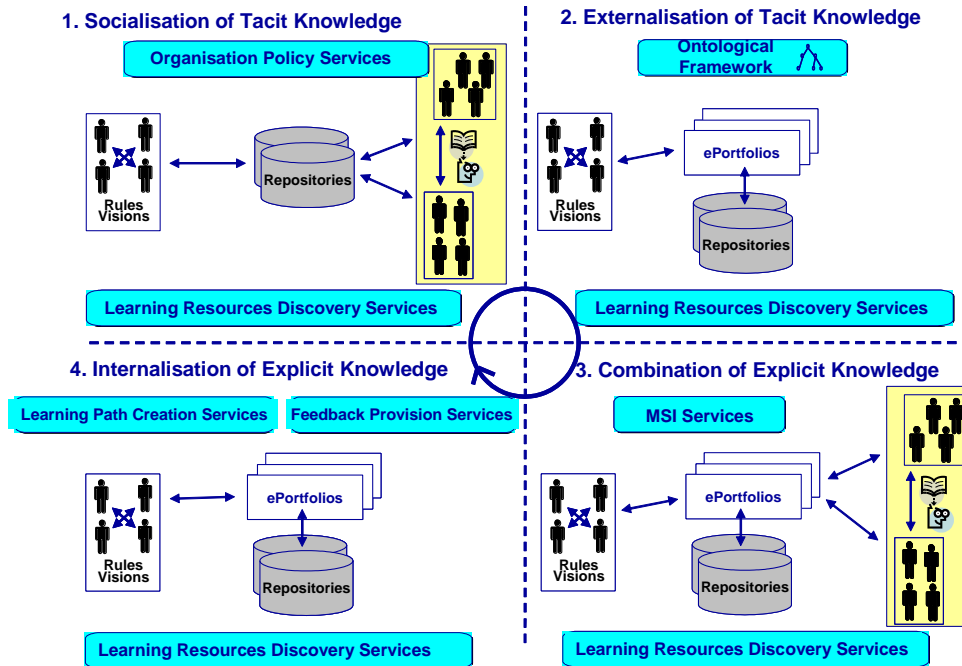 1. Socialisation of Tacit Knowledge
Organisation Policy Services
Rules
Visions
Repositories
Learning Resources Discovery Services
2. Externalisation of Tacit Knowledge
Ontological
Framework
Rules
Visions
ePortfolios
Repositories
Learning Resources Discovery Services
4. Internalisation of Explicit Knowledge
Learning Path Creation Services
Feedback Provision Services
Rules
Visions
ePortfolios
Repositories
Learning Resources Discovery Services
3. Combination of Explicit Knowledge
MSI Services
Rules
Visions
ePortfolios
Repositories
Learning Resources Discovery Services